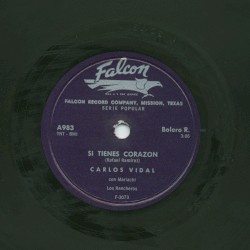 Falcon
FALCON RECORD COMPANY, MISSION, TEXAS
SERIE POPULAR
A983
Bolero R.
SI TIENES CORAZON
(Rafael Ramirez)
CARLOS VIDAL
con Mariachi
Los Rancheros